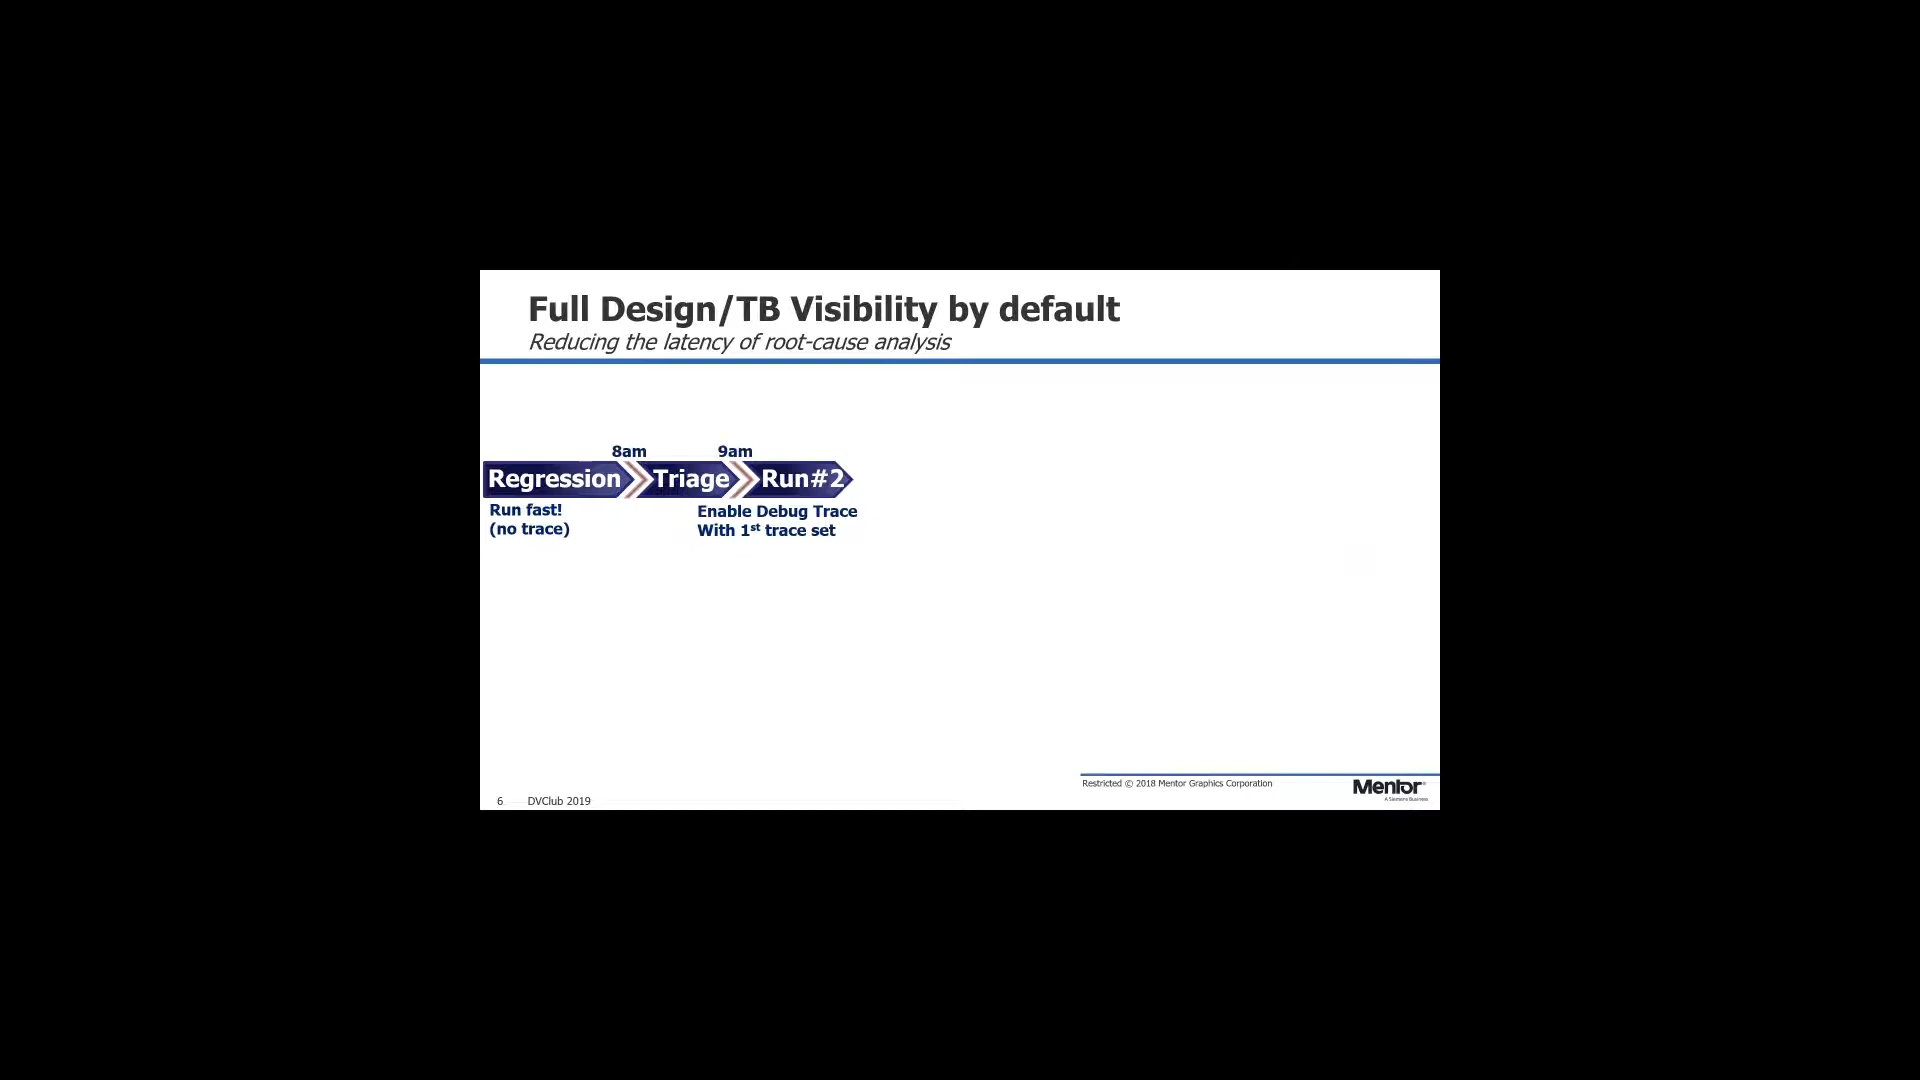 Full Design/TB Visibility by default
Reducing the latency of root-cause analysis
8am 9am
Regression Triage Run#2
Run fast!
(no trace)
Enable Debug Trace
With 1st trace set
Restricted © 2018 Mentor Graphics Corporation
Mentor
A Siemens Business
6 DVClub 2019